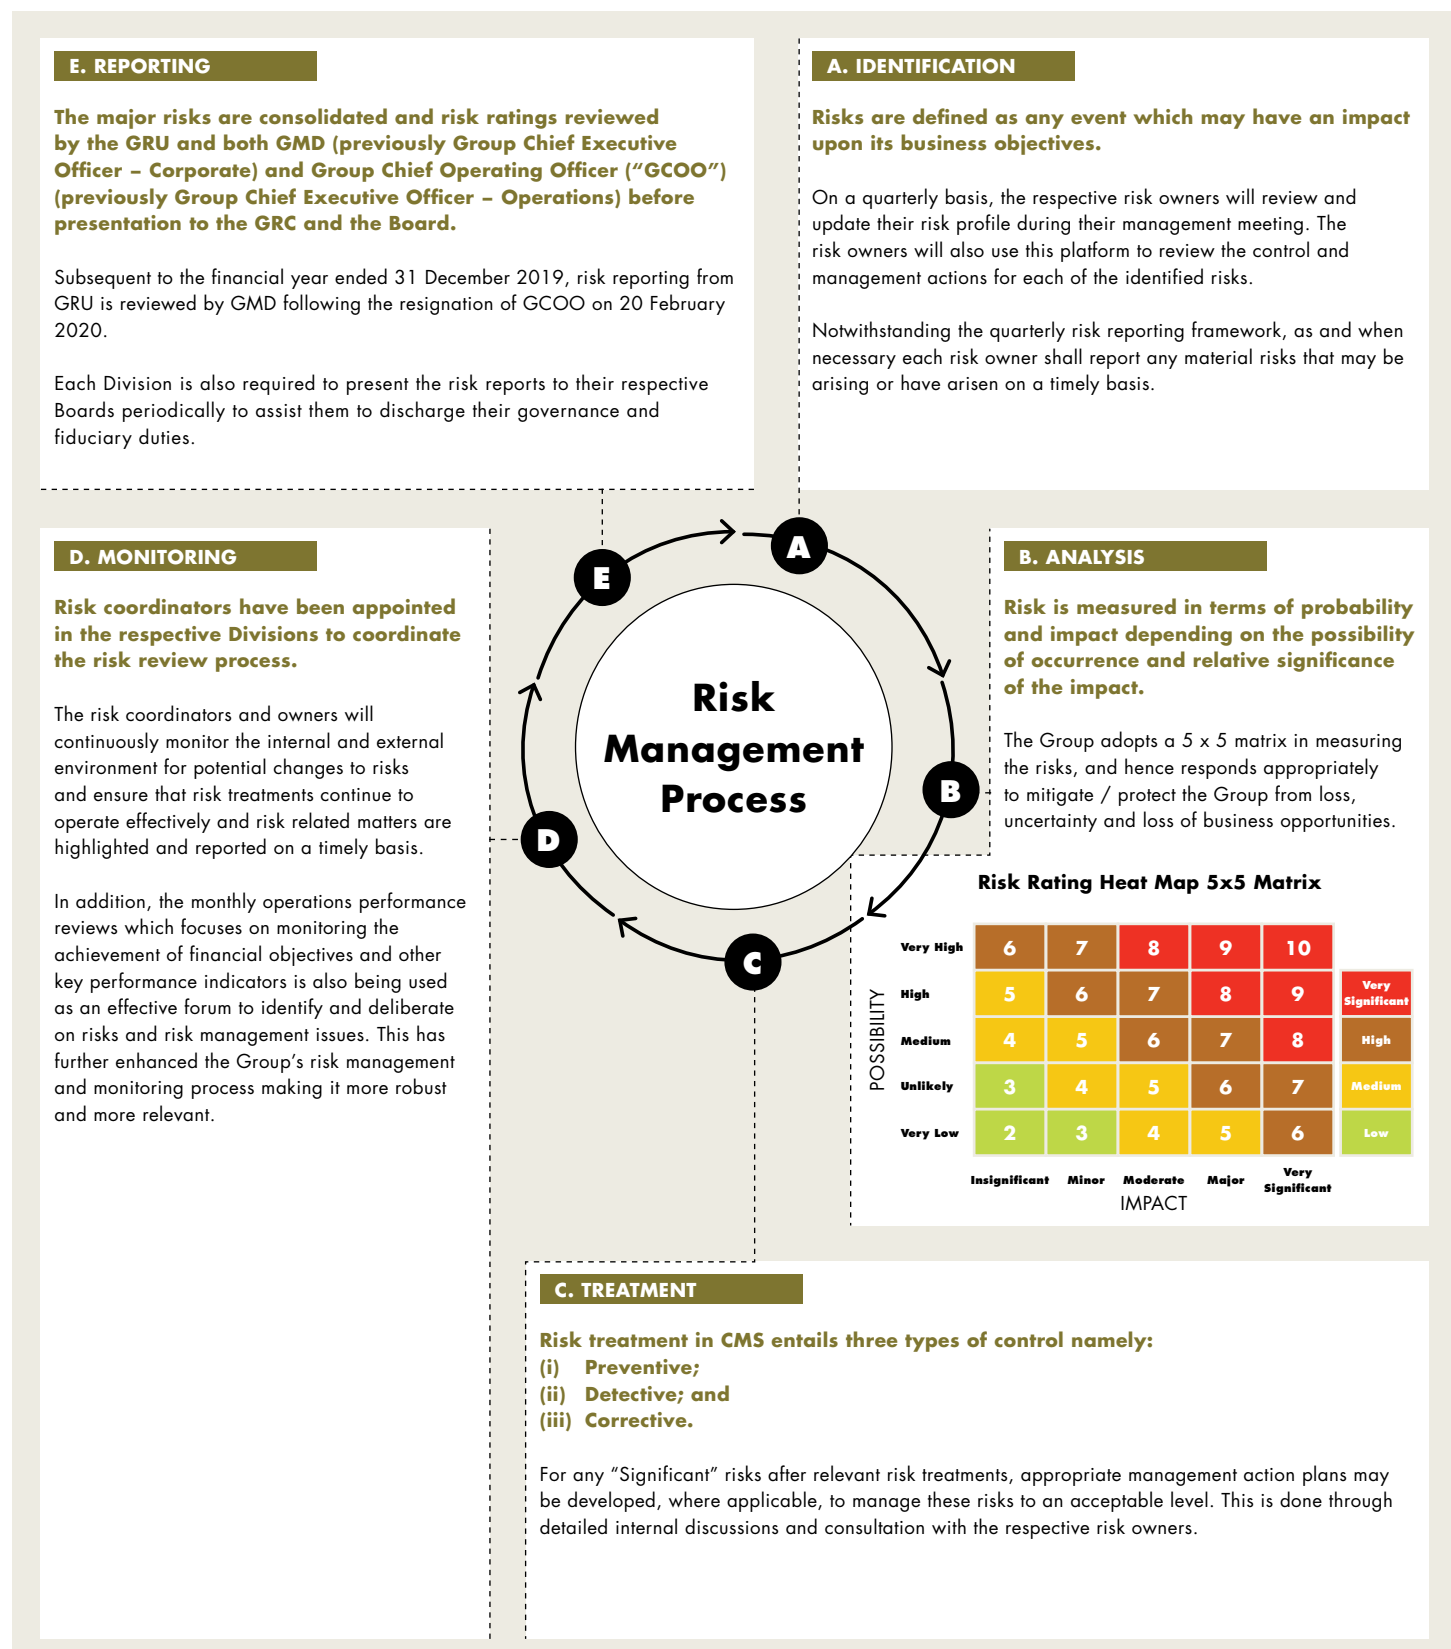 E. REPORTING
The major risks are consolidated and risk ratings reviewed
by the GRU and both GMD (previously Group Chief Executive
Officer – Corporate) and Group Chief Operating Officer (“GCOO”)
(previously Group Chief Executive Officer – Operations) before
presentation to the GRC and the Board.
Subsequent to the financial year ended 31 December 2019, risk reporting from
GRU is reviewed by GMD following the resignation of GCOO on 20 February
2020.
Each Division is also required to present the risk reports to their respective
Boards periodically to assist them to discharge their governance and
fiduciary duties.
A. IDENTIFICATION
Risks are defined as any event which may have an impact
upon its business objectives.
On a quarterly basis, the respective risk owners will review and
update their risk profile during their management meeting. The
risk owners will also use this platform to review the control and
management actions for each of the identified risks.
Notwithstanding the quarterly risk reporting framework, as and when
necessary each risk owner shall report any material risks that may be
arising or have arisen on a timely basis.
D. MONITORING
Risk coordinators have been appointed
in the respective Divisions to coordinate
the risk review process.
The risk coordinators and owners will
continuously monitor the internal and external
environment for potential changes to risks
and ensure that risk treatments continue to
operate effectively and risk related matters are
highlighted and reported on a timely basis.
In addition, the monthly operations performance
reviews which focuses on monitoring the
achievement of financial objectives and other
key performance indicators is also being used
as an effective forum to identify and deliberate
on risks and risk management issues. This has
further enhanced the Group’s risk management
and monitoring process making it more robust
and more relevant.
A
E
Risk
Management
Process
B
D
C
B. ANALYSIS
Risk is measured in terms of probability
and impact depending on the possibility
of occurrence and relative significance
of the impact.
The Group adopts a 5 x 5 matrix in measuring
the risks, and hence responds appropriately
to mitigate / protect the Group from loss,
uncertainty and loss of business opportunities.
Risk Rating Heat Map 5x5 Matrix
POSSIBILITY
Very High 6 7 8 9 10
High 5 6 7 8 9
Medium 4 5 6 7 8
Unlikely 3 4 5 6 7
Very Low 2 3 4 5 6
Insignificant Minor Moderate Major Very
Significant
IMPACT
Very
Significant
High
Medium
Low
C. TREATMENT
Risk treatment in CMS entails three types of control namely:
(i) Preventive;
(ii) Detective; and
(iii) Corrective.
For any “Significant” risks after relevant risk treatments, appropriate management action plans may
be developed, where applicable, to manage these risks to an acceptable level. This is done through
detailed internal discussions and consultation with the respective risk owners.